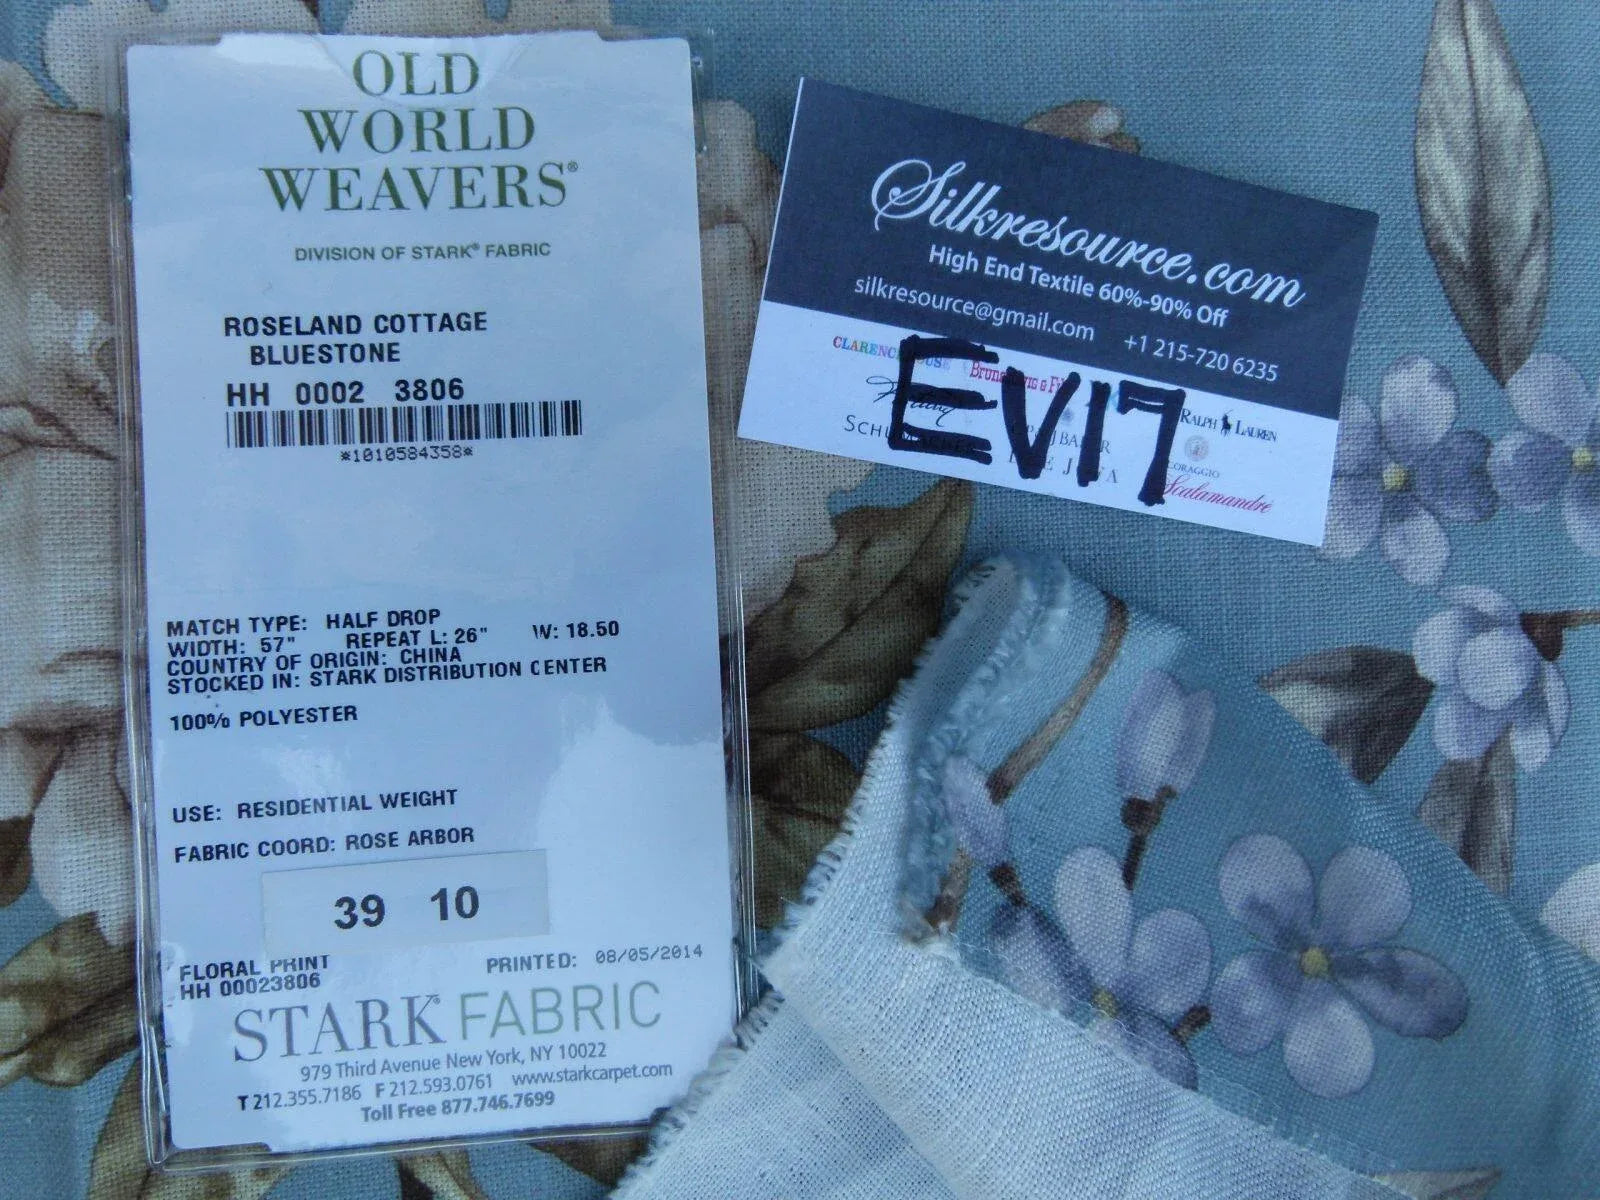 OLD
WORLD
WEAVERS®
DIVISION OF STARK® FABRIC
ROSELAND COTTAGE
BLUESTONE
HH 0002 3806
*1010584358*
MATCH TYPE: HALF DROP
WIDTH: 57" REPEAT L: 26" W: 18.50
COUNTRY OF ORIGIN: CHINA
STOCKED IN: STARK DISTRIBUTION CENTER
100% POLYESTER
USE: RESIDENTIAL WEIGHT
FABRIC COORD: ROSE ARBOR
39 10
FLORAL PRINT
PRINTED: 08/05/2014
HH 00023806
STARK® FABRIC
979 Third Avenue New York, NY 10022
T 212.355.7186 F 212.593.0761 www.starkcarpet.com
Toll Free 877.746.7699
Silkresource.com
High End Textile 60%-90% Off
silkresource@gmail.com +1 215-720 6235
EV17
RALPH LAUREN
CORAGGIO
Scalamandré